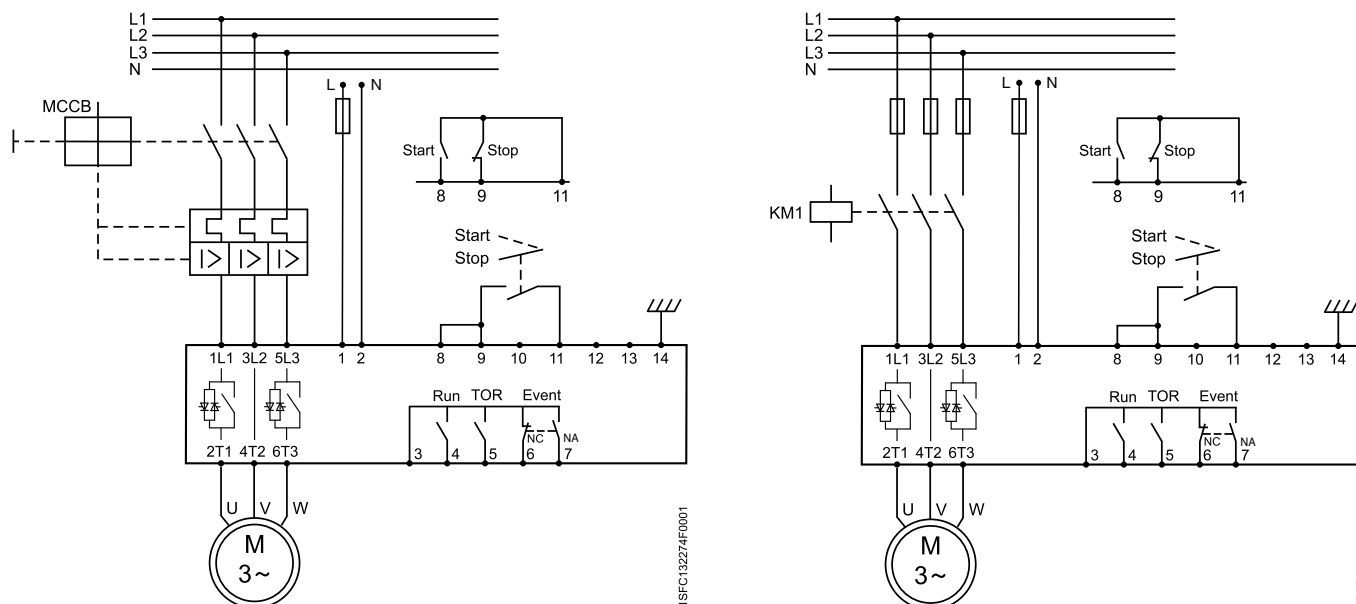 L1
L2
L3
N
L N
MCCB
Start Stop
8 9 11
Start
Stop
1L1 3L2 5L3 1 2 8 9 10 11 12 13 14
Run TOR Event
NC NA
2T1 4T2 6T3 3 4 5 6 7
U V W
M
3~
1SFC132274F0001
L1
L2
L3
N
L N
Start Stop
8 9 11
KM1
Start
Stop
1L1 3L2 5L3 1 2 8 9 10 11 12 13 14
Run TOR Event
NC NA
2T1 4T2 6T3 3 4 5 6 7
U V W
M
3~